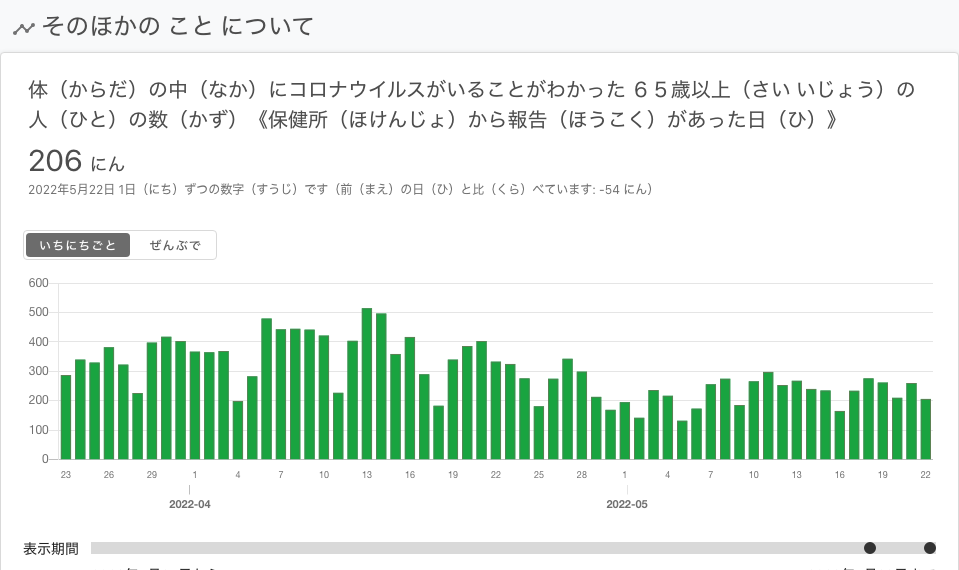 そのほかの こと について
体（からだ）の中（なか）にコロナウイルスがいることがわかった ６５歳以上（さい いじょう）の
人（ひと）の数（かず）《保健所（ほけんじょ）から報告（ほうこく）があった日（ひ）》
206 にん
2022年5月22日 1日（にち）ずつの数字（すうじ）です（前（まえ）の日（ひ）と比（くら）べています: -54 にん）
いちにちごと ぜんぶで
600
500
400
300
200
100
0
23 26 29 1 4 7 10 13 16 19 22 25 28 1 4 7 10 13 16 19 22
2022-04 2022-05
表示期間